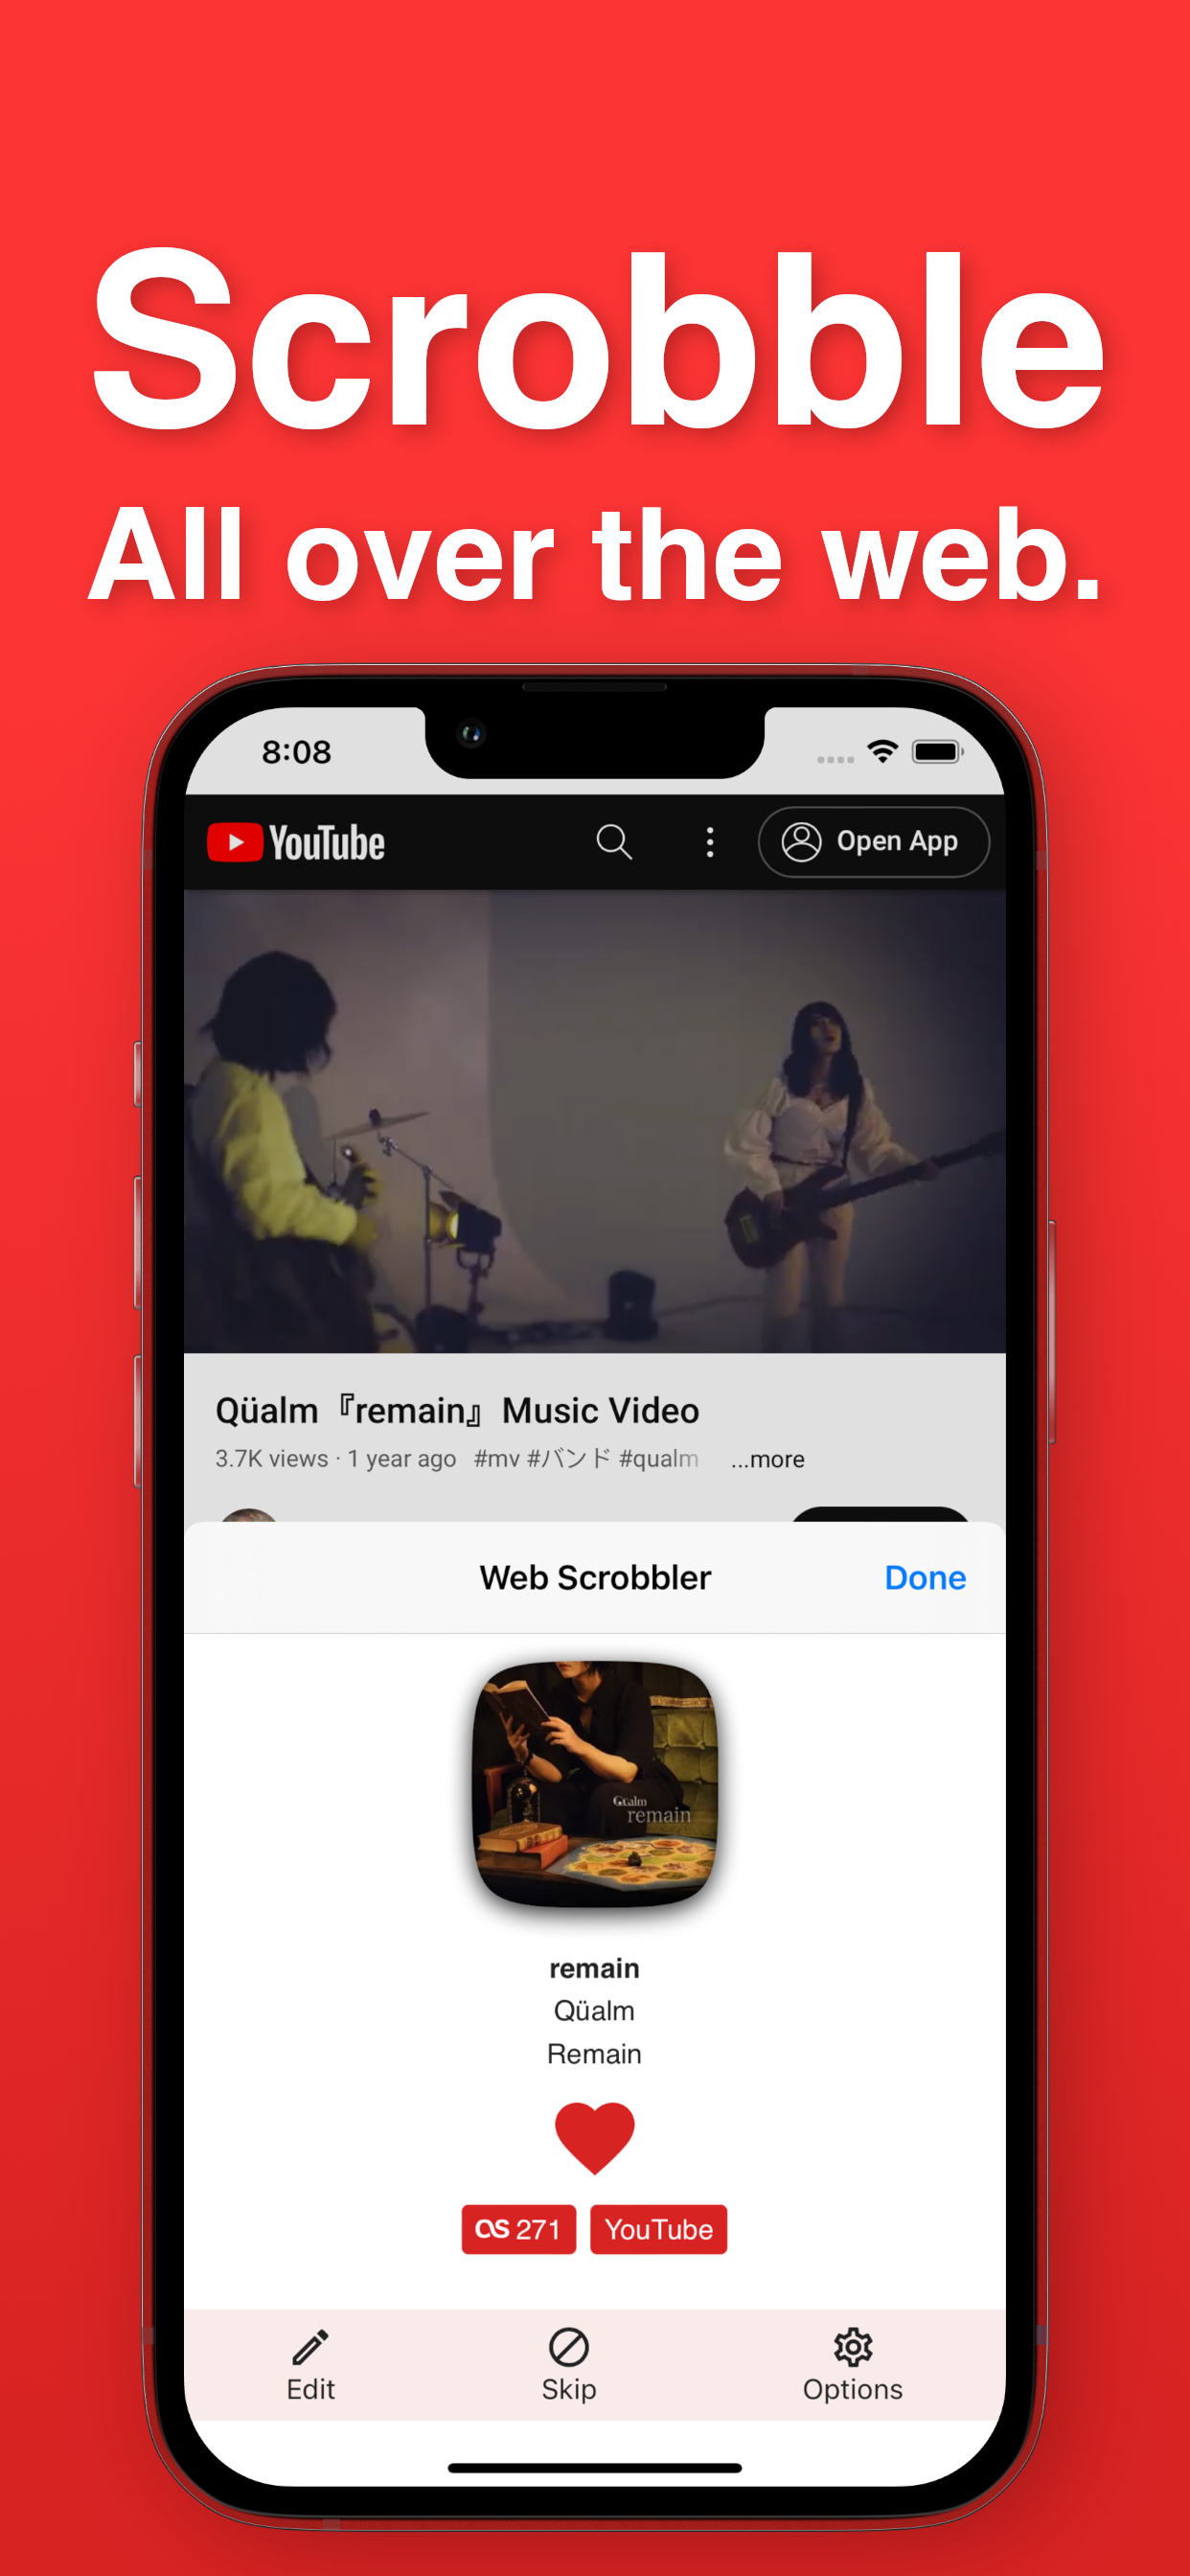 Scrobble
All over the web.
8:08
YouTube
Open App
Qüalm『remain』Music Video
3.7K views · 1 year ago #mv #バンド #qualm ...more
Web Scrobbler
Done
Qüalm
remain
remain
Qüalm
Remain
271
YouTube
Edit
Skip
Options